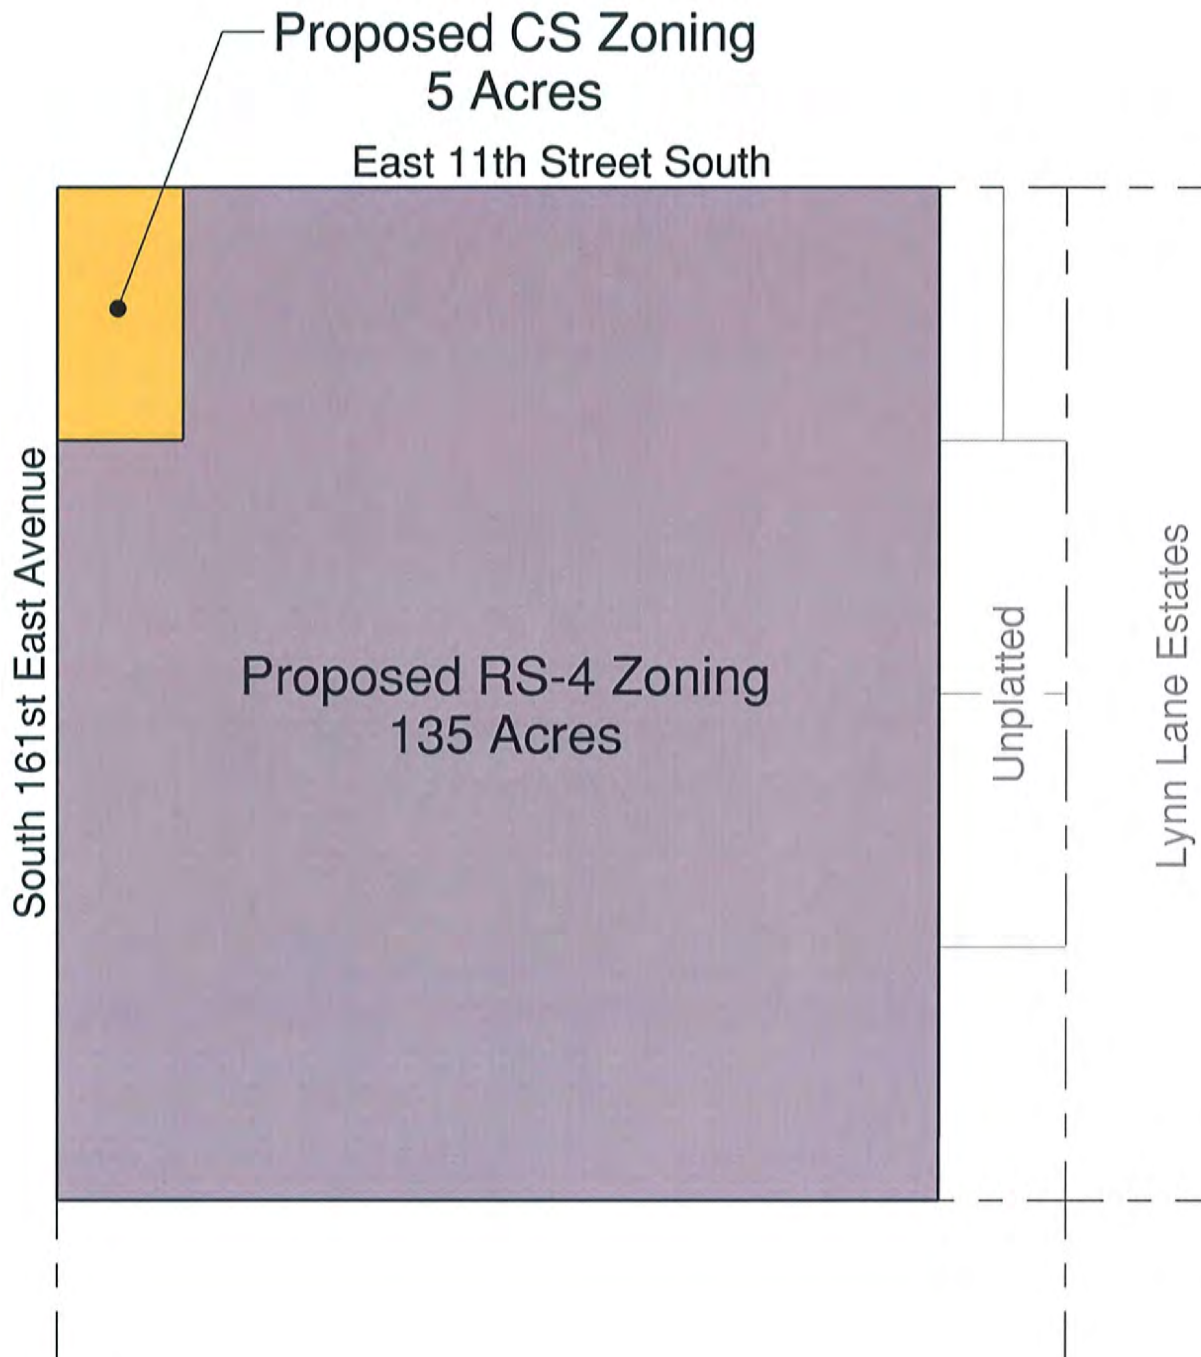 Proposed CS Zoning
5 Acres
East 11th Street South
South 161st East Avenue
Proposed RS-4 Zoning
135 Acres
Unplatted
Lynn Lane Estates